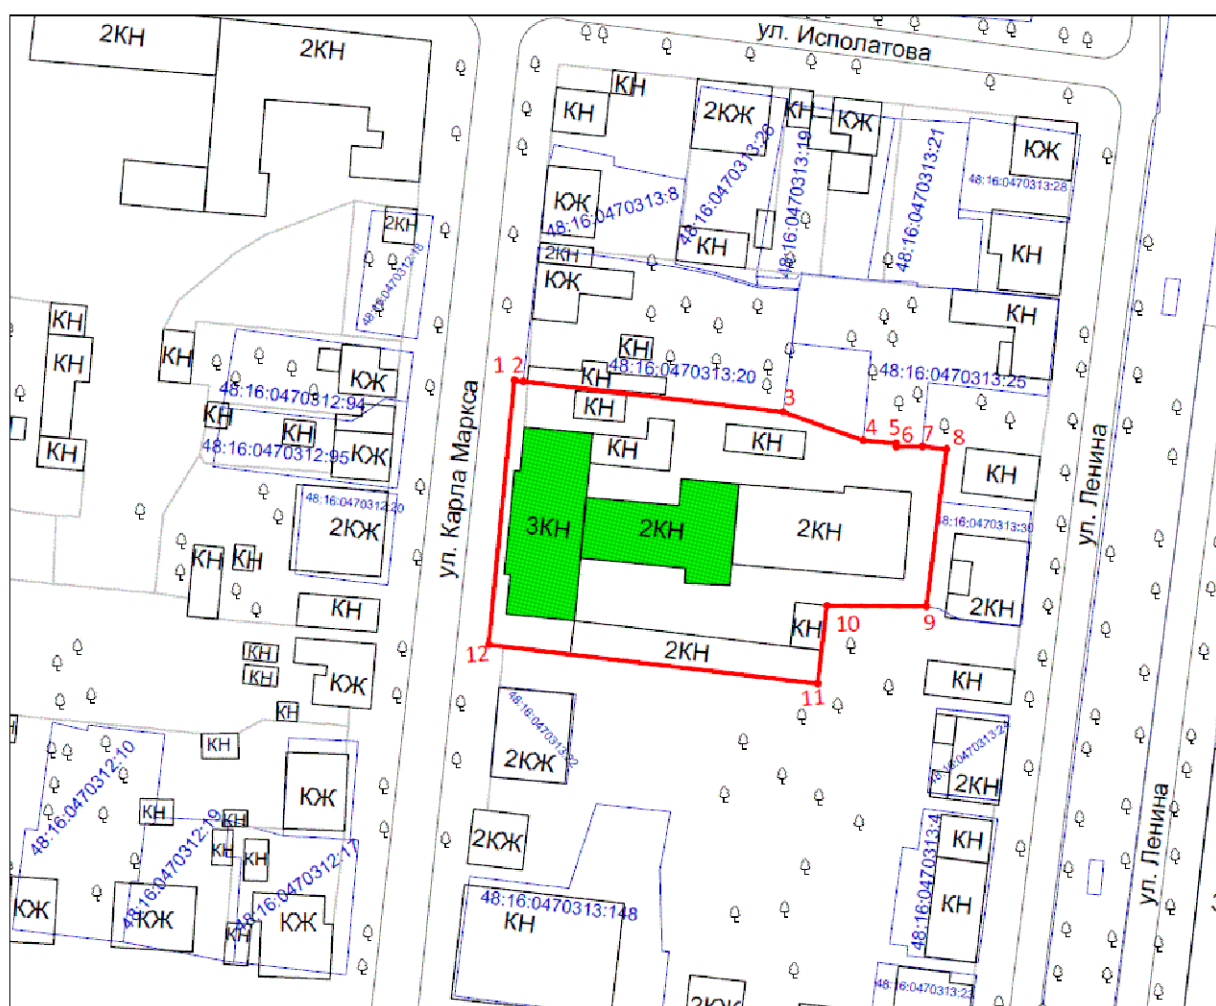 2КН
2КН
ул. Исполатова
КН
КН
2КЖ
КН
КЖ
КЖ
48:16:0470313:26
48:16:0470313:19
48:16:0470313:21
48:16:0470313:28
КЖ
48:16:0470313:8
2КН
КН
КН
2КН
КЖ
48:16:0470312:18
КН
КН
КН
КН
КН
КЖ
48:16:0470312:94
КН
КН
48:16:0470312:95
КЖ
КН
48:16:0470313:20
48:16:0470313:25
1
2
КН
КН
3
4
5
6
7
8
КН
КН
КН
ул. Карла Маркса
ул. Ленина
48:16:0470312:20
2КЖ
3КН
2КН
2КН
48:16:0470313:30
2КН
КН
КН
КН
КН
10
9
12
2КН
11
КН
КН
КН
КЖ
КН
КН
48:16:0470312:10
КН
КН
48:16:0470312:19
КН
КН
48:16:0470312:17
КЖ
КЖ
КЖ
КН
КЖ
2КЖ
2КЖ
48:16:0470313:148
КН
2КЖ
2КН
48:16:0470313:4
КН
КН
ул. Ленина